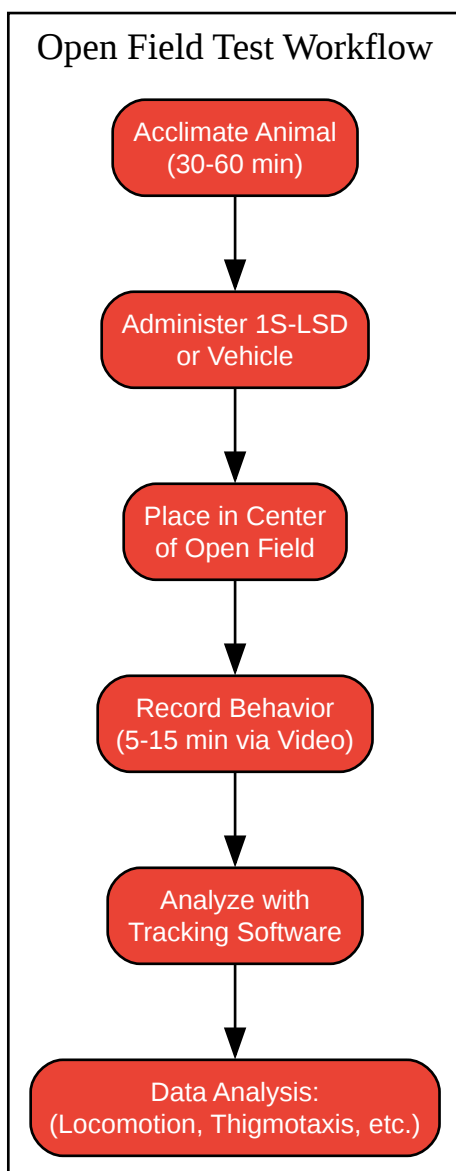 Open Field Test Workflow
Acclimate Animal
(30-60 min)
Administer 1S-LSD
or Vehicle
Place in Center
of Open Field
Record Behavior
(5-15 min via Video)
Analyze with
Tracking Software
Data Analysis:
(Locomotion, Thigmotaxis, etc.)